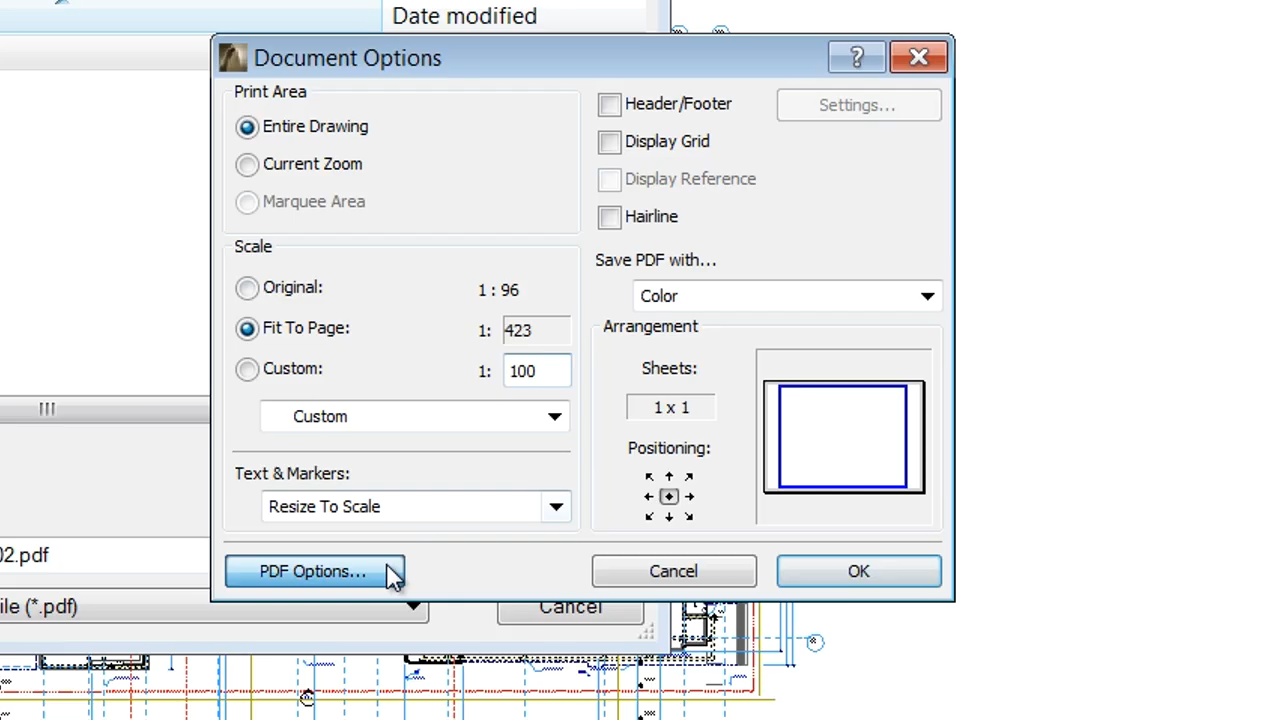 Date modified
Document Options
Print Area
Entire Drawing
Current Zoom
Marquee Area
Header/Footer
Settings...
Display Grid
Display Reference
Hairline
Scale
Original: 1 : 96
Fit To Page: 1: 423
Custom: 1: 100
Custom
Save PDF with...
Color
Arrangement
Sheets:
1 x 1
Positioning:
Text & Markers:
Resize To Scale
PDF Options...
Cancel
OK
02.pdf
ile (*.pdf)
Cancel